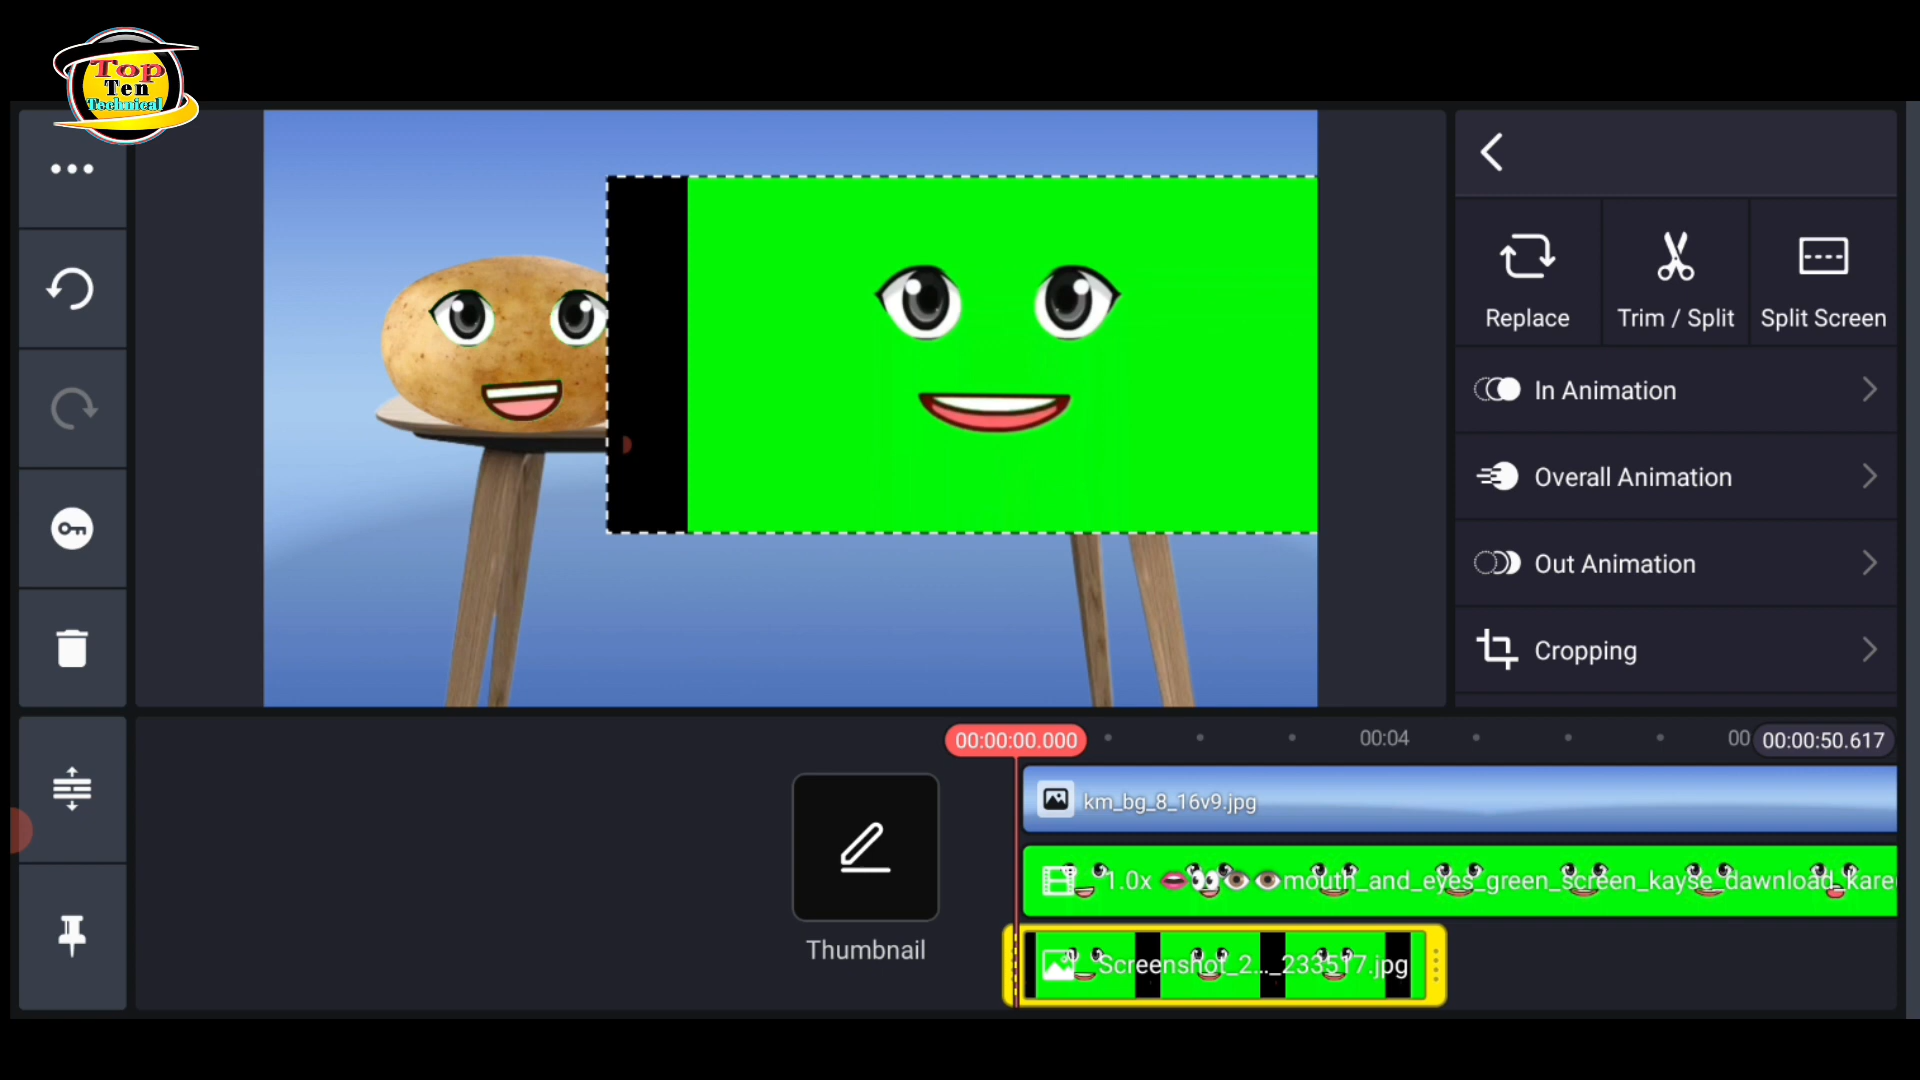 Top
Ten
Technical
Replace
Trim / Split
Split Screen
In Animation
Overall Animation
Out Animation
Cropping
00:00:00.000
00:04
00
00:00:50.617
km_bg_8_16v9.jpg
1.0x 👄👀👁👁mouth_and_eyes_green_screen_kayse_dawnload_kare
Thumbnail
Screenshot_2..._233517.jpg